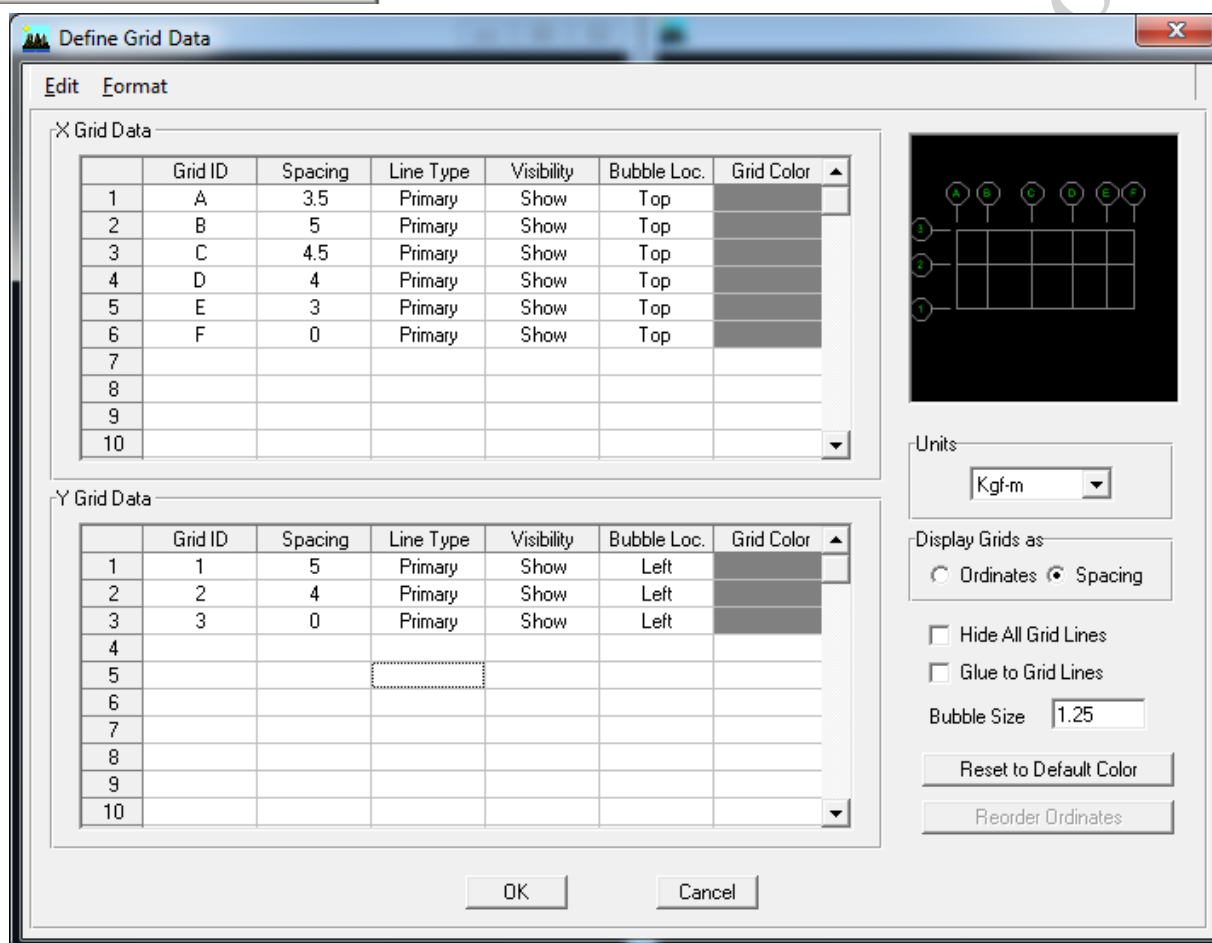 Define Grid Data
Edit Format
X Grid Data
Grid ID Spacing Line Type Visibility Bubble Loc. Grid Color
1 A 3.5 Primary Show Top
2 B 5 Primary Show Top
3 C 4.5 Primary Show Top
4 D 4 Primary Show Top
5 E 3 Primary Show Top
6 F 0 Primary Show Top
7
8
9
10
A B C D E F
3
2
1
Units
Kgf-m
Y Grid Data
Grid ID Spacing Line Type Visibility Bubble Loc. Grid Color
1 1 5 Primary Show Left
2 2 4 Primary Show Left
3 3 0 Primary Show Left
4
5
6
7
8
9
10
Display Grids as
Ordinates Spacing
Hide All Grid Lines
Glue to Grid Lines
Bubble Size 1.25
Reset to Default Color
Reorder Ordinates
OK Cancel